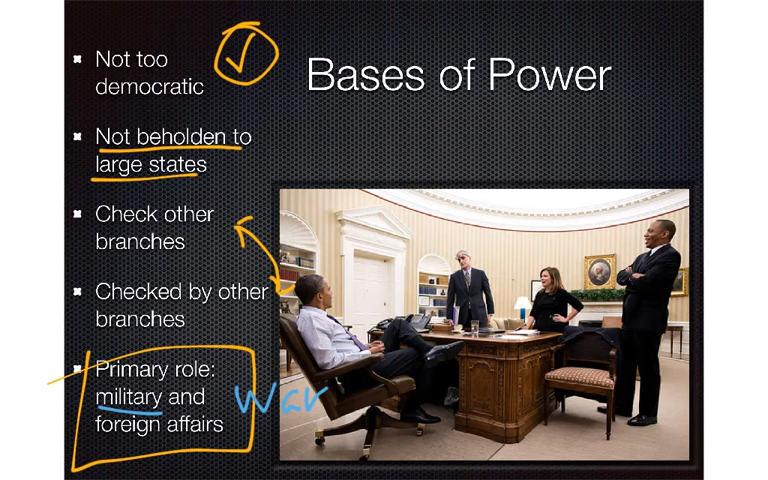 Bases of Power
Not too
democratic
Not beholden to
large states
Check other
branches
Checked by other
branches
Primary role:
military and
foreign affairs
War